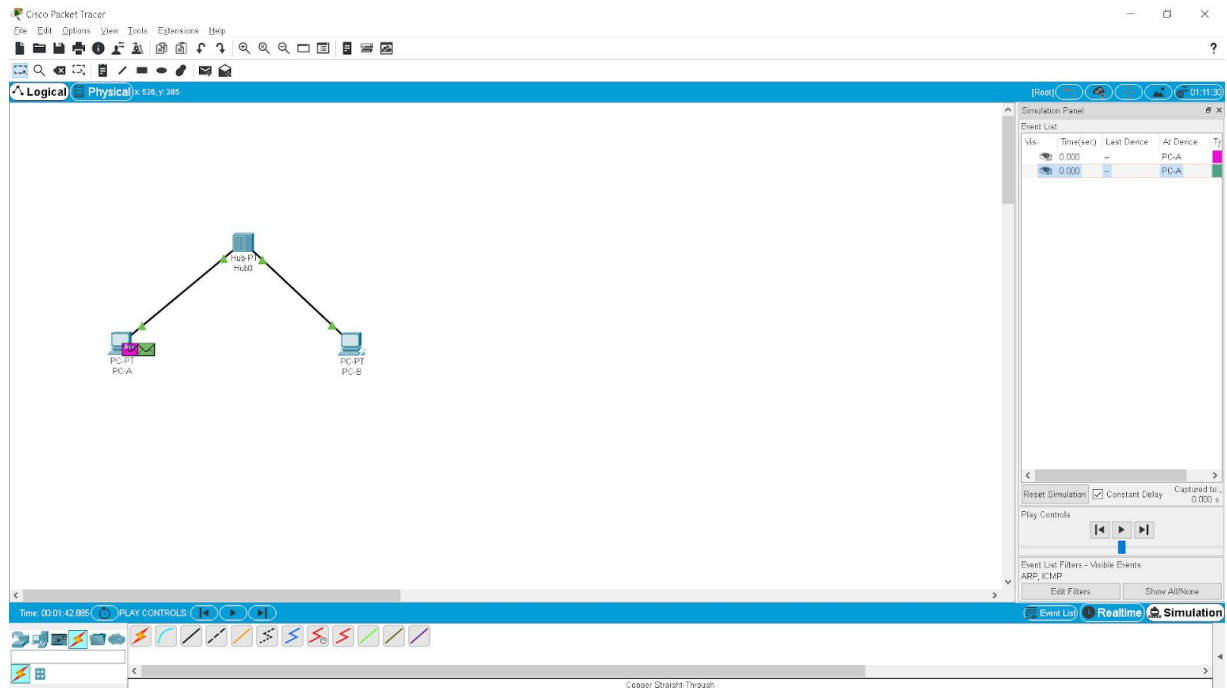 Cisco Packet Tracer
File Edit Options View Tools Extensions Help
?
Logical Physical x: 536, y: 385 [Root] 01:11:30
Simulation Panel
Event List
Vis. Time(sec) Last Device At Device Ty
0.000 -- PC-A
0.000 -- PC-A
Hub-PT
Hub0
PC-PT
PC-A
PC-PT
PC-B
Reset Simulation Constant Delay Captured to:
0.000 s
Play Controls
Event List Filters - Visible Events
ARP, ICMP
Edit Filters Show All/None
Time: 00:01:42.885 PLAY CONTROLS: Event List Realtime Simulation
Copper Straight-Through